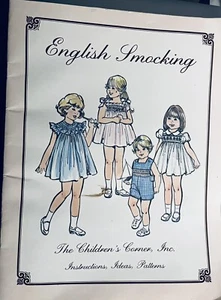 English Smocking
The Children's Corner, Inc.
Instructions, Ideas, Patterns